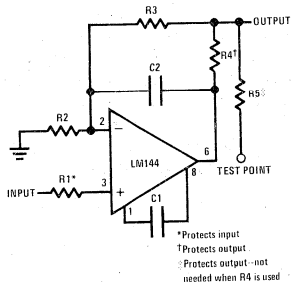 R3
OUTPUT
R4†
C2
R5※
R2
2
−
LM144
6
TEST POINT
8
INPUT
R1*
3
+
1
C1
*Protects input
†Protects output
※Protects output--not
needed when R4 is used